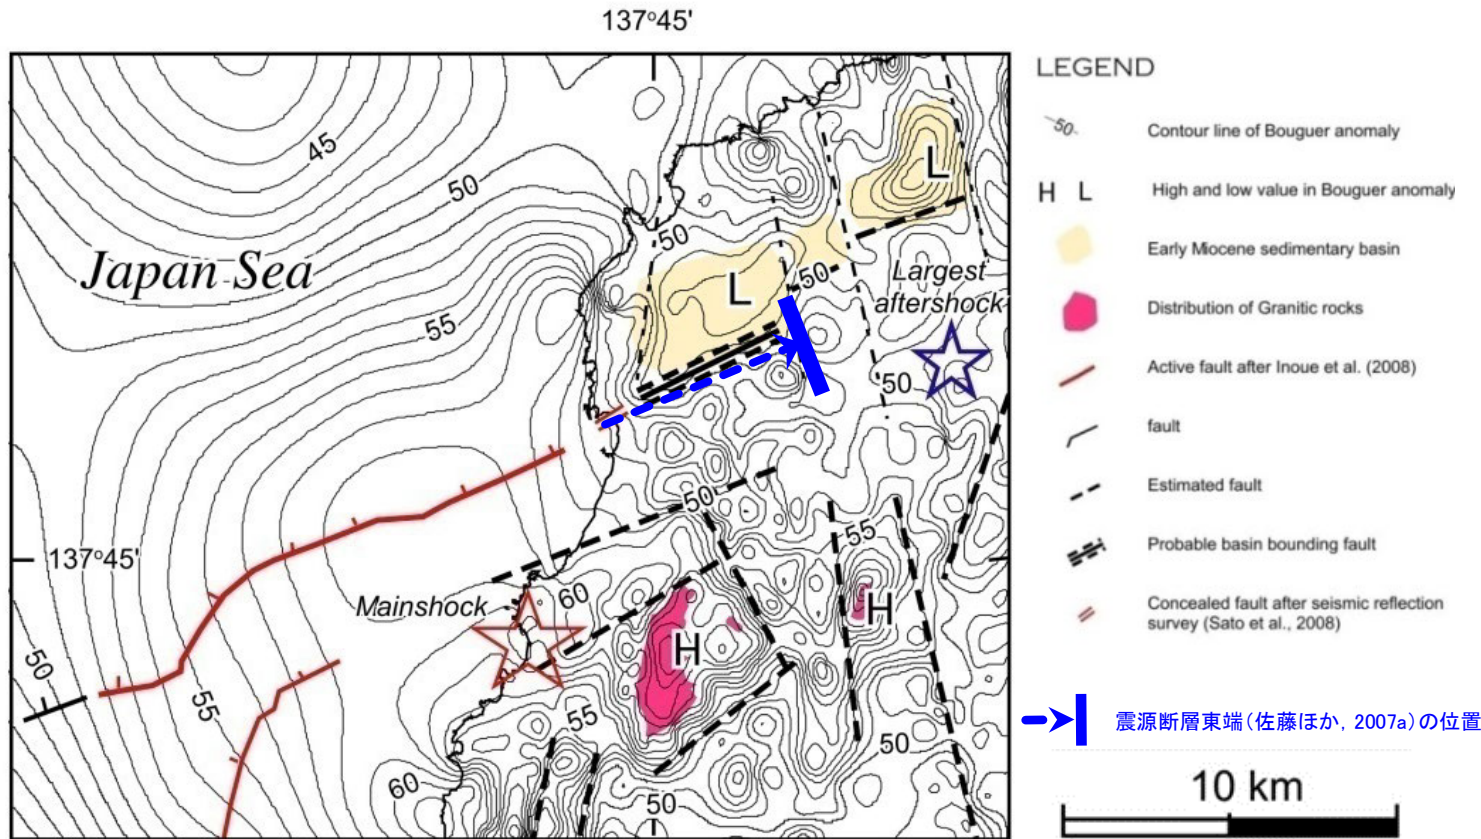 137°45'
45
50
Japan Sea
55
50
L
L
50
Largest
aftershock
50
50
137°45'
Mainshock
60
55
H
H
50
55
55
60
50
50
LEGEND
50
Contour line of Bouguer anomaly
H L
High and low value in Bouguer anomaly
Early Miocene sedimentary basin
Distribution of Granitic rocks
Active fault after Inoue et al. (2008)
fault
Estimated fault
Probable basin bounding fault
Concealed fault after seismic reflection
survey (Sato et al., 2008)
震源断層東端(佐藤ほか, 2007a)の位置
10 km